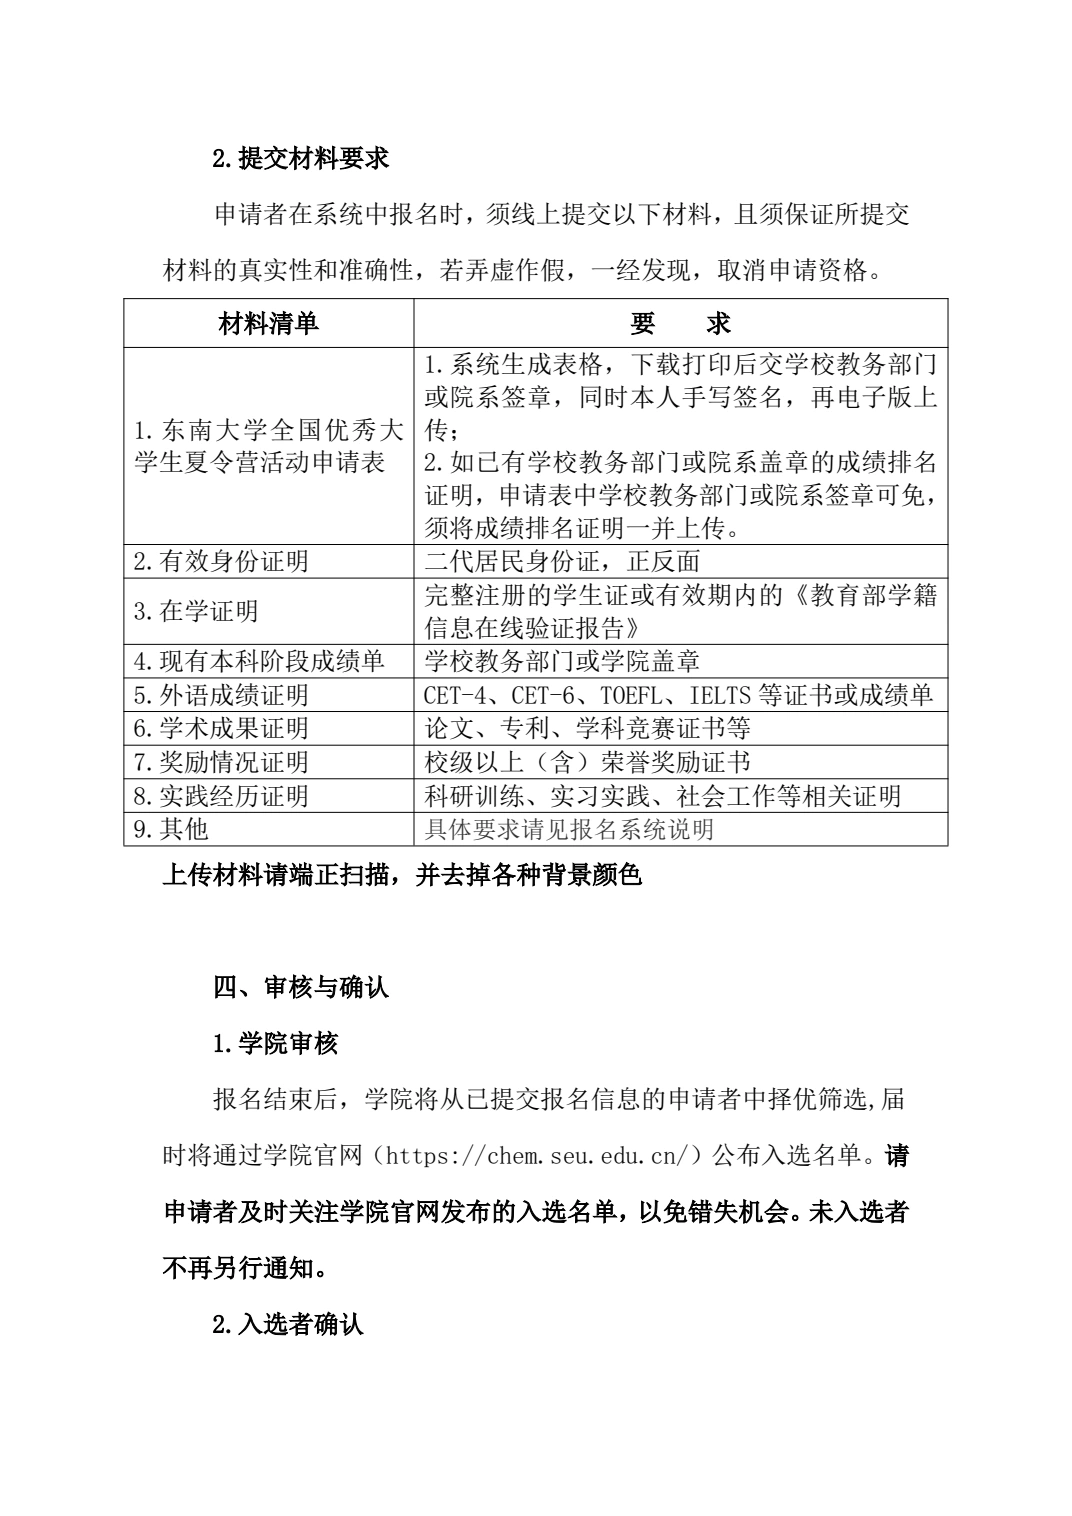 2.提交材料要求
申请者在系统中报名时，须线上提交以下材料，且须保证所提交
材料的真实性和准确性，若弄虚作假，一经发现，取消申请资格。
材料清单
要 求
1.东南大学全国优秀大
学生夏令营活动申请表
1.系统生成表格，下载打印后交学校教务部门
或院系签章，同时本人手写签名，再电子版上
传；
2.如已有学校教务部门或院系盖章的成绩排名
证明，申请表中学校教务部门或院系签章可免，
须将成绩排名证明一并上传。
2.有效身份证明
二代居民身份证，正反面
3.在学证明
完整注册的学生证或有效期内的《教育部学籍
信息在线验证报告》
4.现有本科阶段成绩单
学校教务部门或学院盖章
5.外语成绩证明
CET-4、CET-6、TOEFL、IELTS 等证书或成绩单
6.学术成果证明
论文、专利、学科竞赛证书等
7.奖励情况证明
校级以上（含）荣誉奖励证书
8.实践经历证明
科研训练、实习实践、社会工作等相关证明
9.其他
具体要求请见报名系统说明
上传材料请端正扫描，并去掉各种背景颜色
四、审核与确认
1.学院审核
报名结束后，学院将从已提交报名信息的申请者中择优筛选,届
时将通过学院官网（https://chem.seu.edu.cn/）公布入选名单。请
申请者及时关注学院官网发布的入选名单，以免错失机会。未入选者
不再另行通知。
2.入选者确认